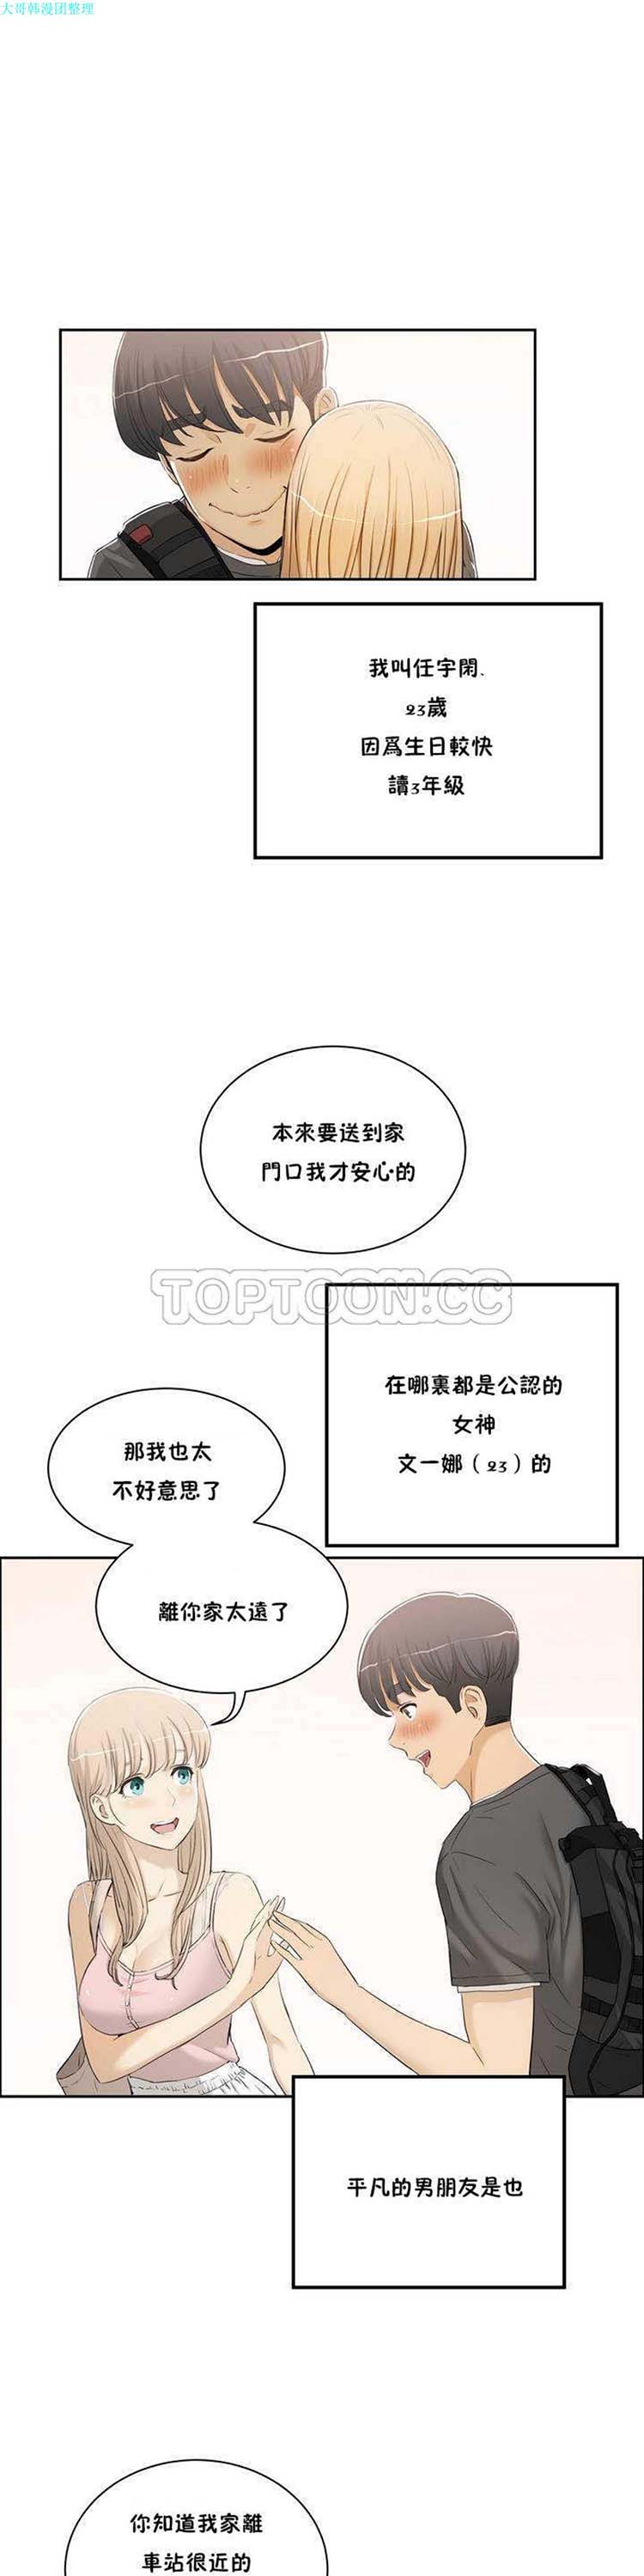 大哥韩漫团整理
我叫任宇閑、
23歲
因爲生日較快
讀3年級
本來要送到家
門口我才安心的
TOPTOON.CC
在哪裏都是公認的
女神
文一娜（23）的
那我也太
不好意思了
離你家太遠了
平凡的男朋友是也
你知道我家離
車站很近的